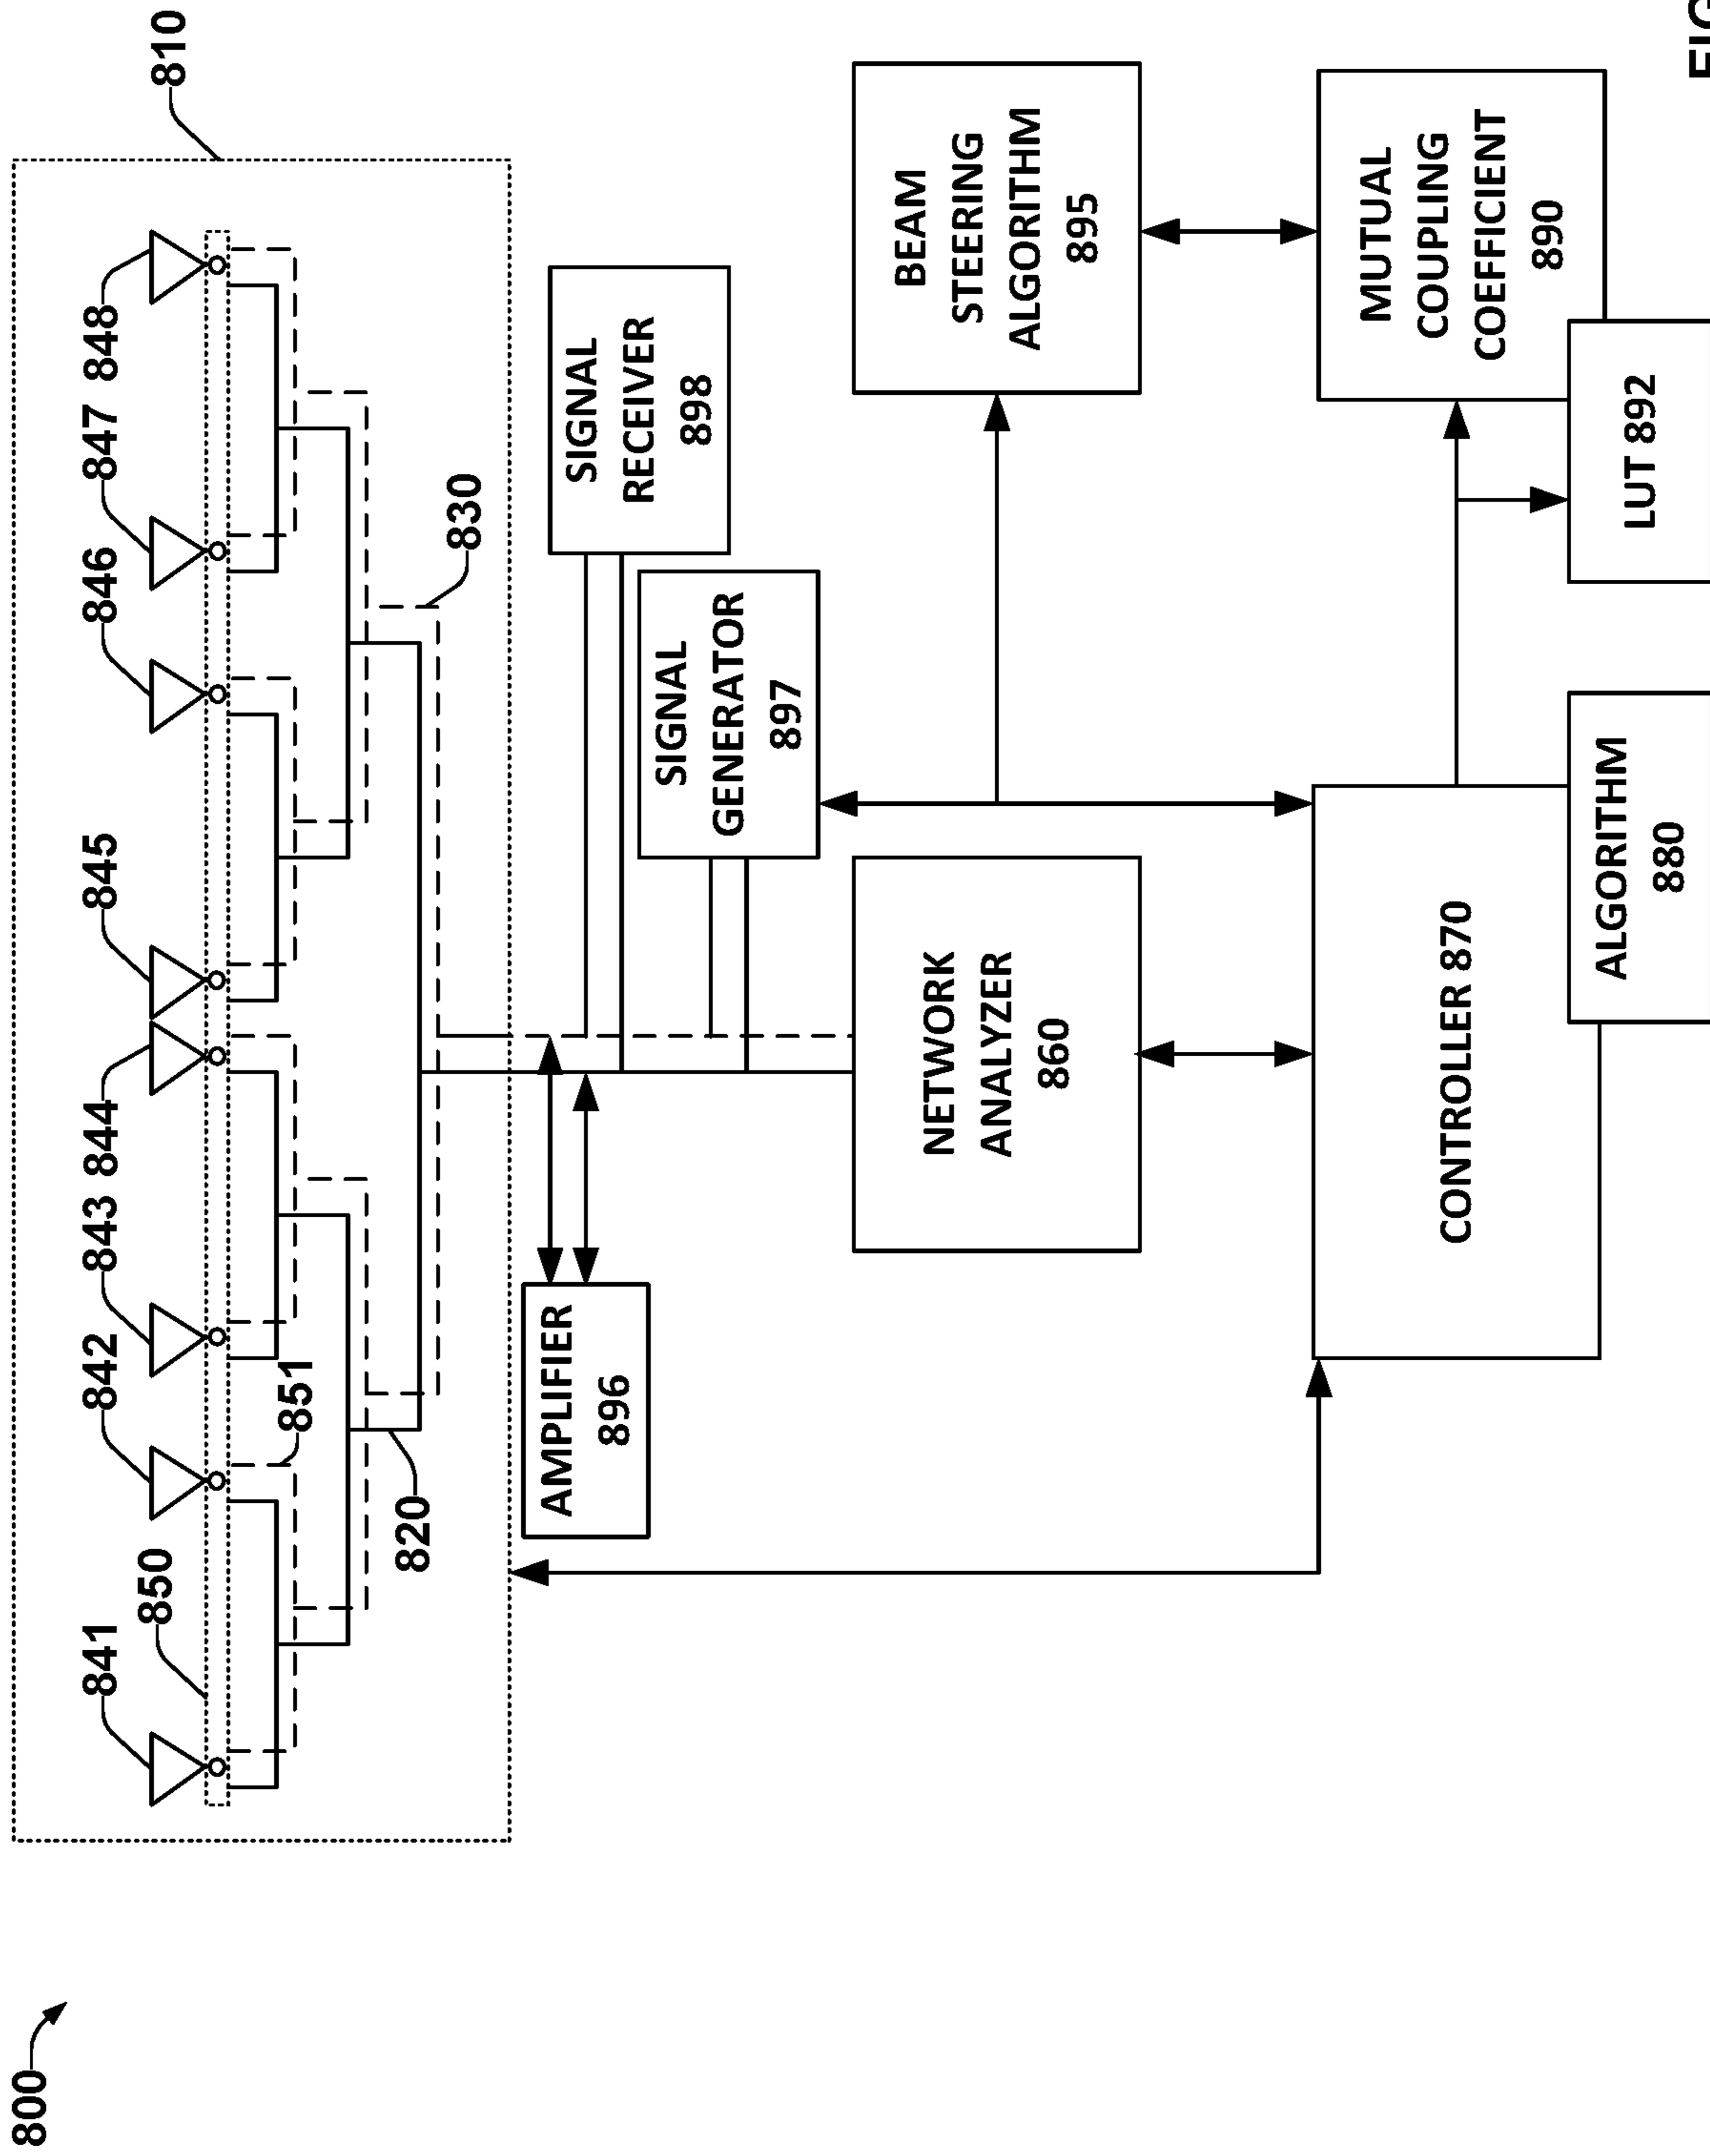 800
810
841
850
842
851
843
844
845
846
847
848
820
830
AMPLIFIER
896
SIGNAL
RECEIVER
898
SIGNAL
GENERATOR
897
NETWORK
ANALYZER
860
BEAM
STEERING
ALGORITHM
895
CONTROLLER 870
ALGORITHM
880
MUTUAL
COUPLING
COEFFICIENT
890
LUT 892